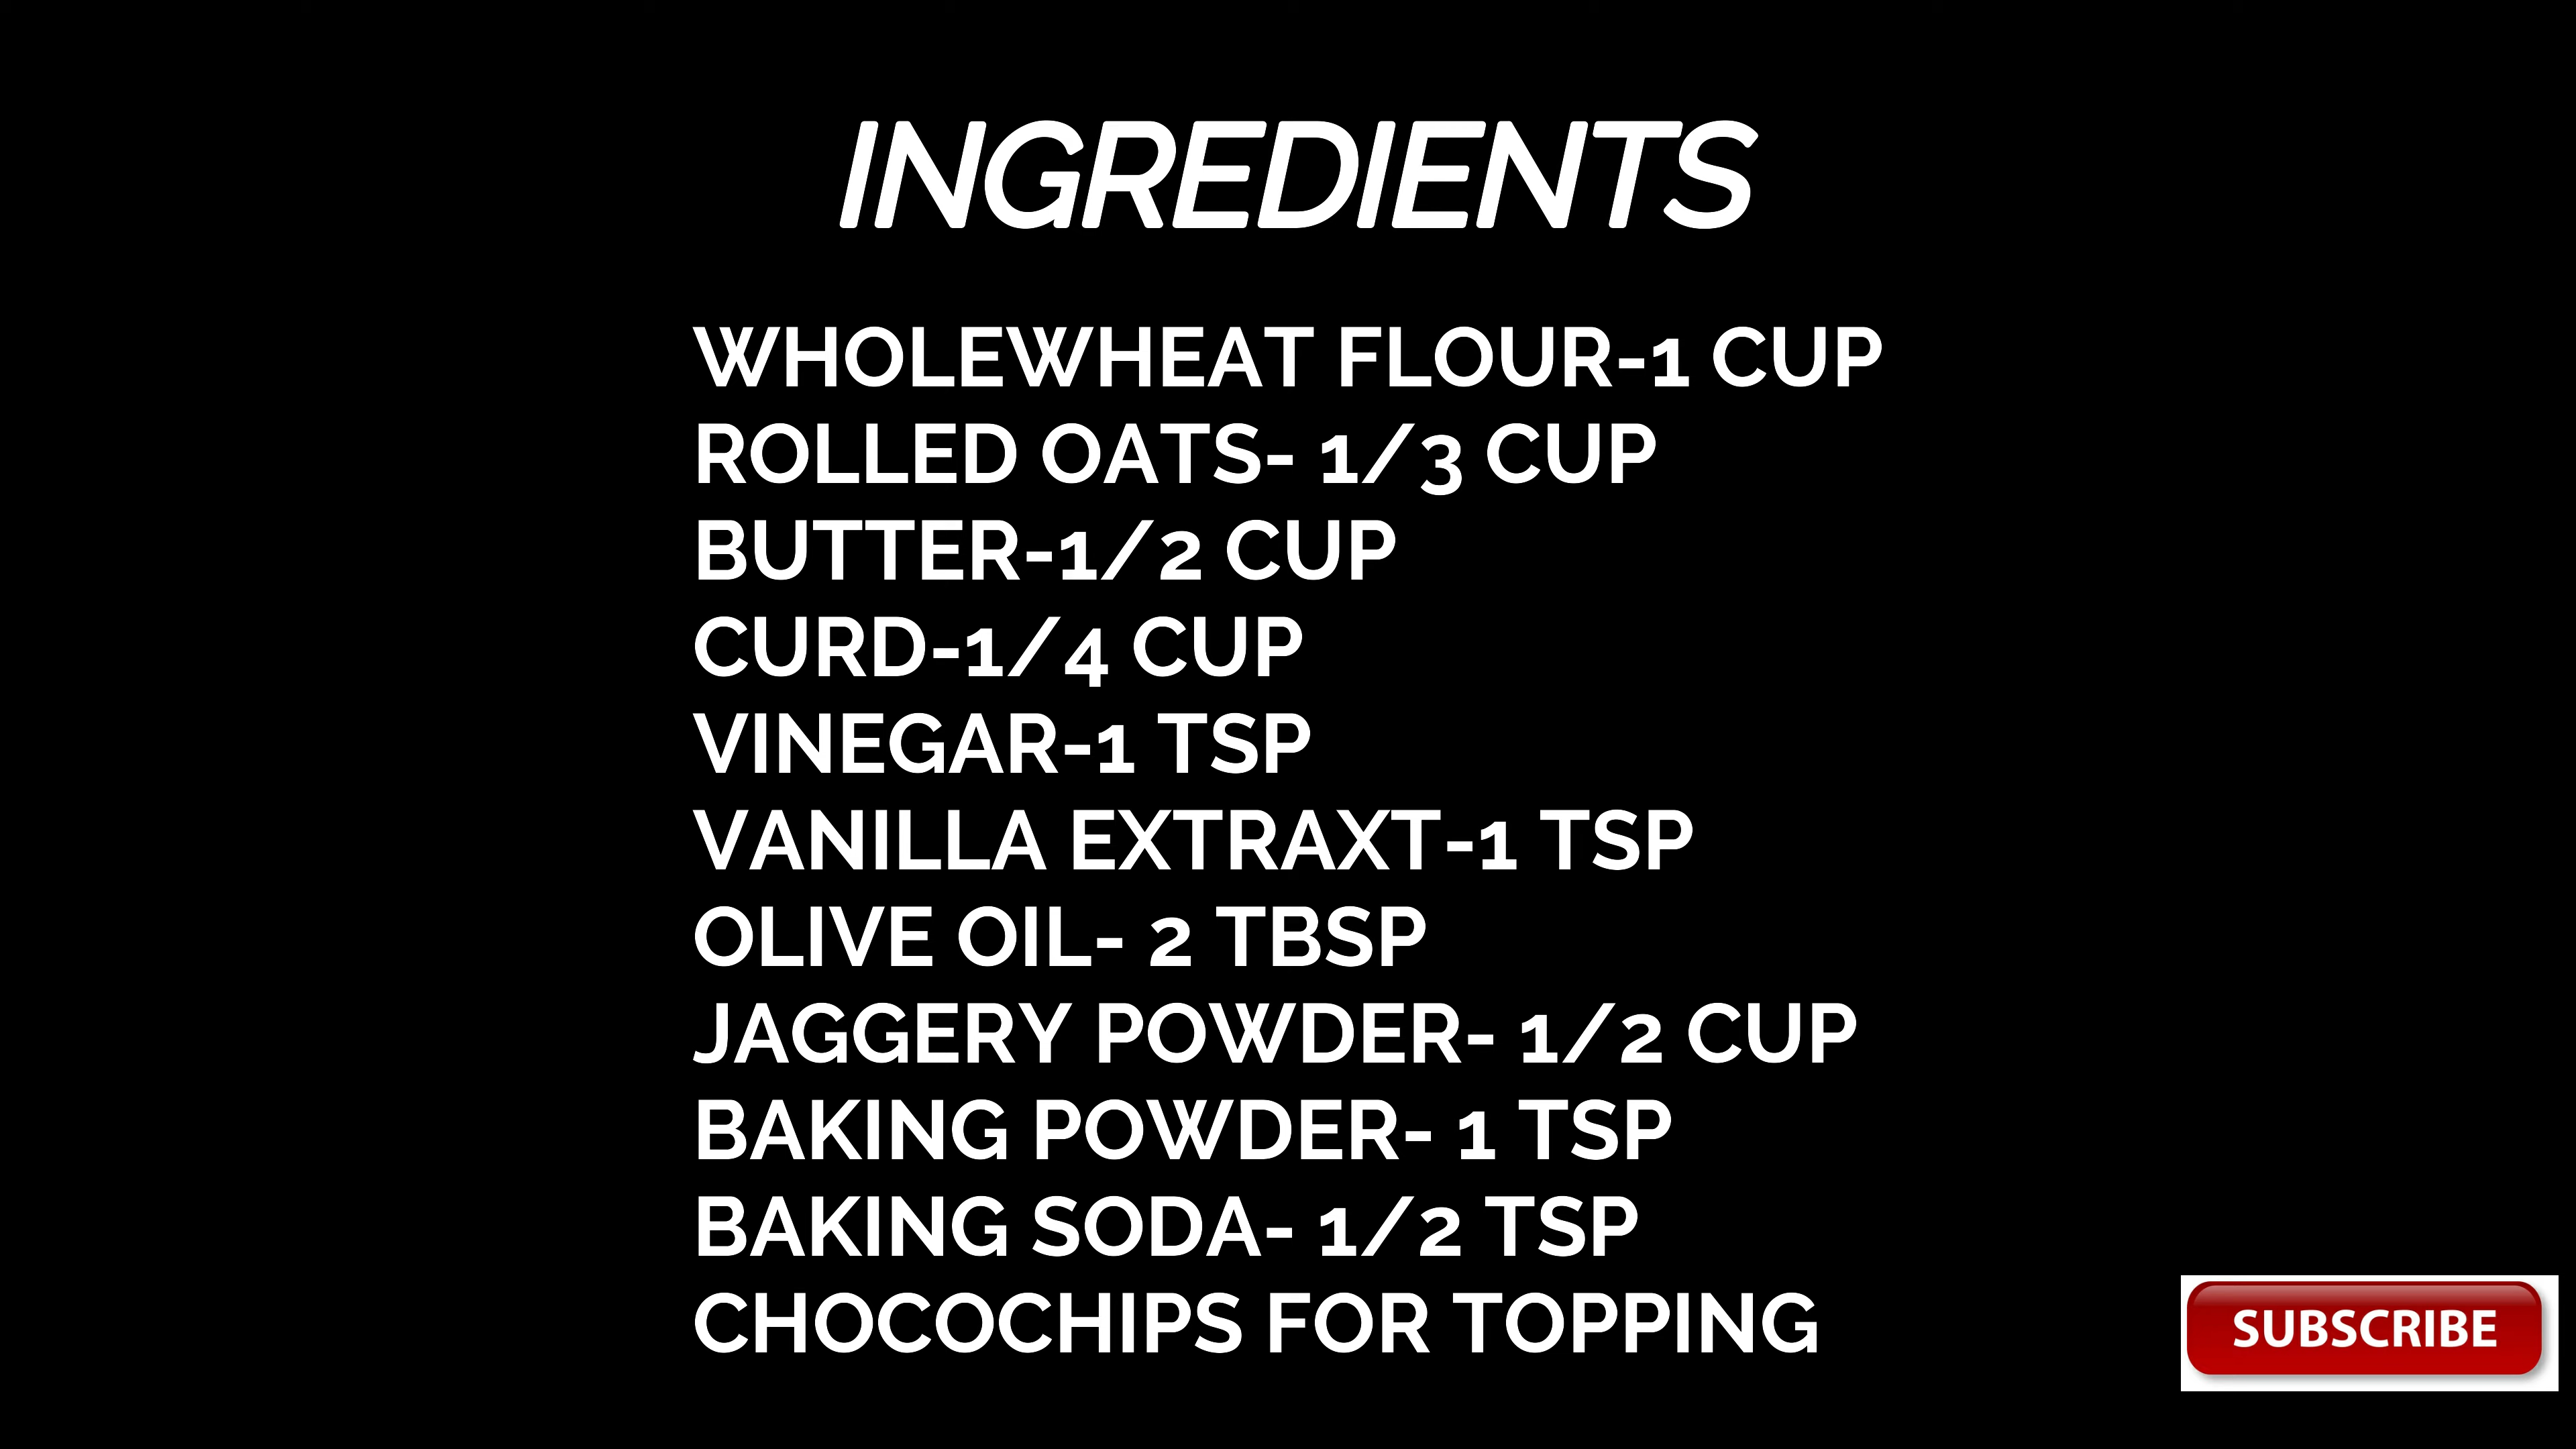 INGREDIENTS
WHOLEWHEAT FLOUR-1 CUP
ROLLED OATS- 1/3 CUP
BUTTER-1/2 CUP
CURD-1/4 CUP
VINEGAR-1 TSP
VANILLA EXTRAXT-1 TSP
OLIVE OIL- 2 TBSP
JAGGERY POWDER- 1/2 CUP
BAKING POWDER- 1 TSP
BAKING SODA- 1/2 TSP
CHOCOCHIPS FOR TOPPING
SUBSCRIBE